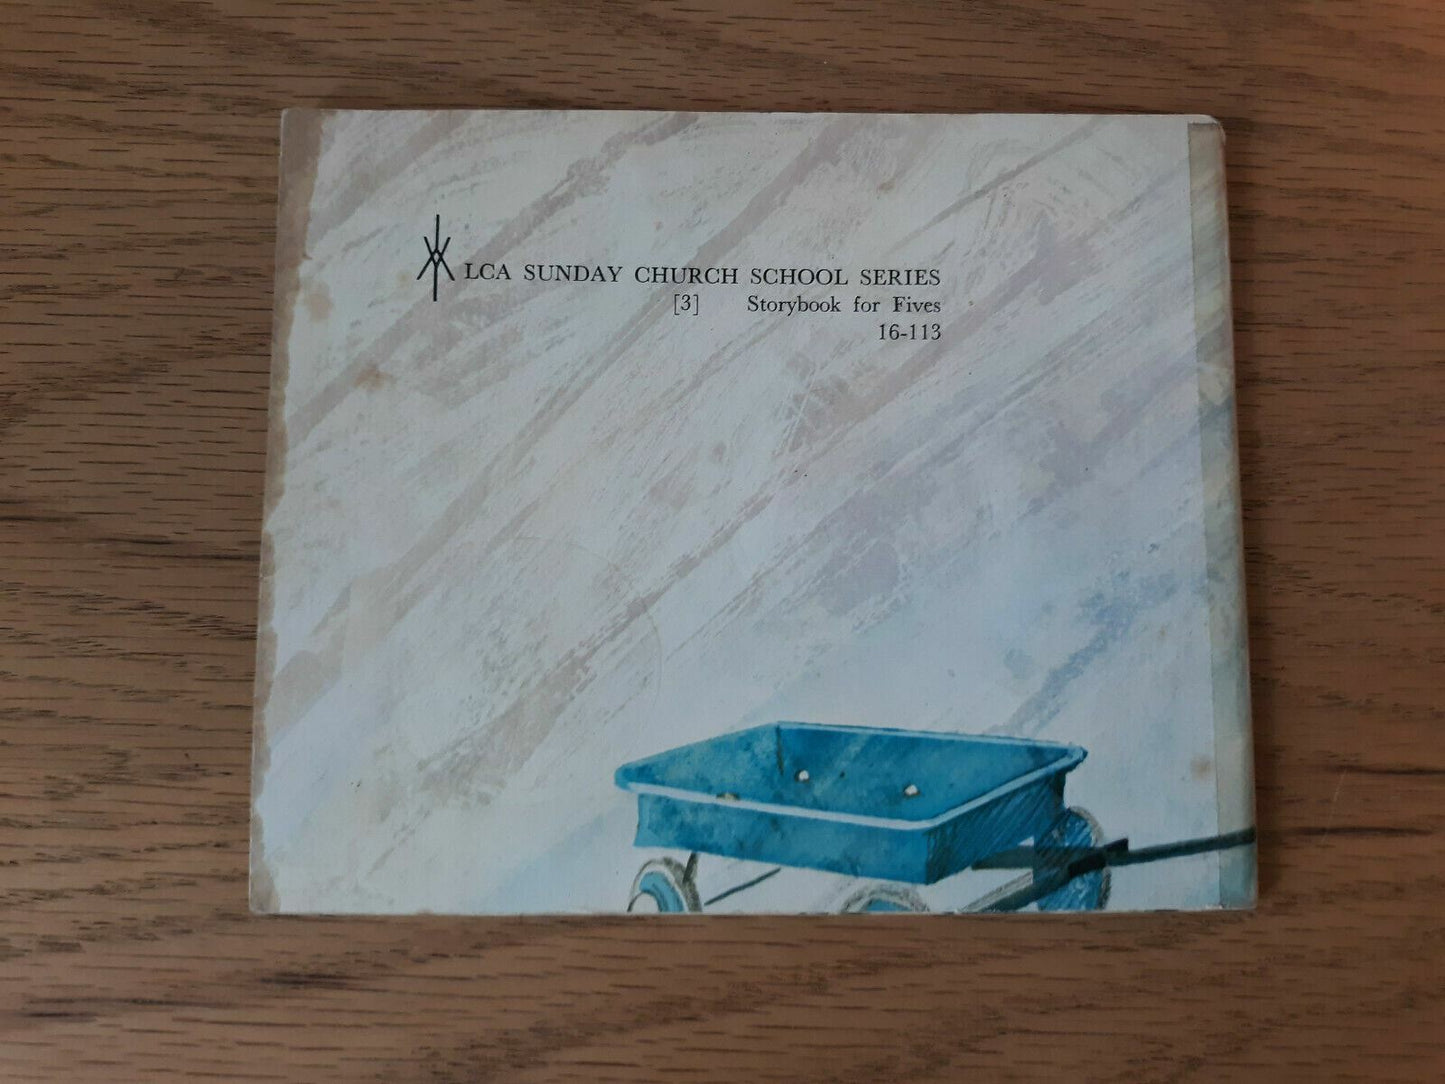 LCA SUNDAY CHURCH SCHOOL SERIES
[3] Storybook for Fives
16-113